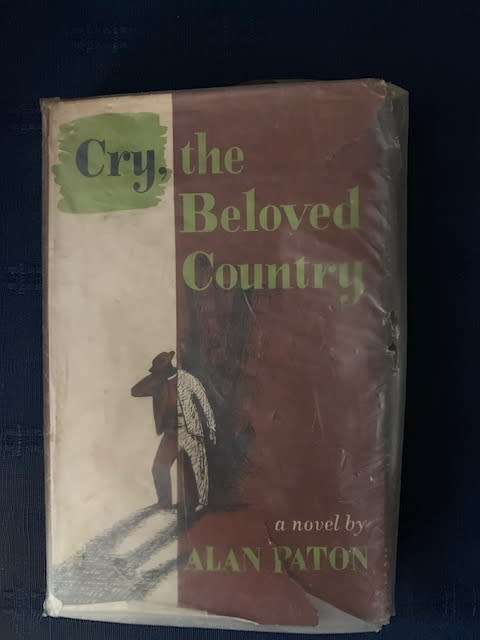 Cry, the
Beloved
Country
a novel by
ALAN PATON